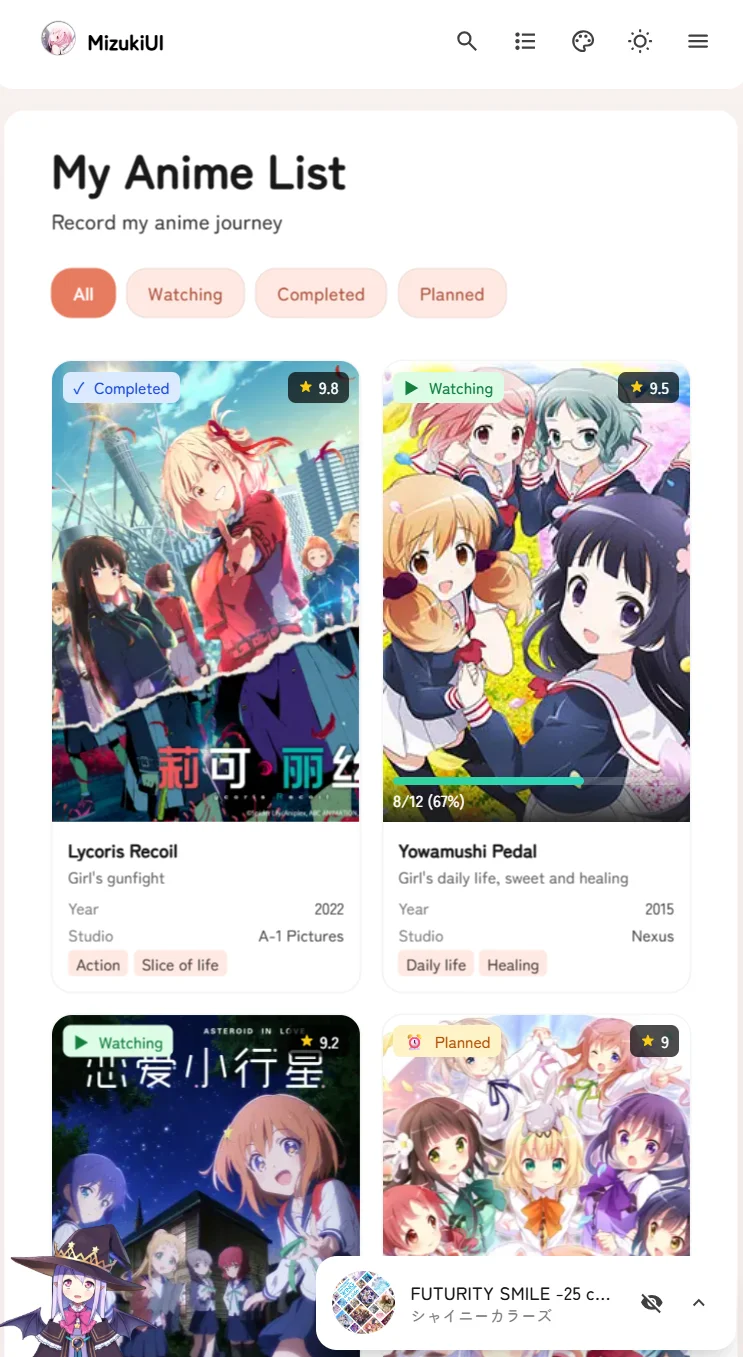 MizukiUI
My Anime List
Record my anime journey
All
Watching
Completed
Planned
✓ Completed
★ 9.8
莉可·丽丝
▶ Watching
★ 9.5
8/12 (67%)
Lycoris Recoil
Girl's gunfight
Year 2022
Studio A-1 Pictures
Action
Slice of life
Yowamushi Pedal
Girl's daily life, sweet and healing
Year 2015
Studio Nexus
Daily life
Healing
▶ Watching
ASTEROID IN LOVE
★ 9.2
恋爱小行星
Planned
★ 9
FUTURITY SMILE -25 c...
シャイニーカラーズ